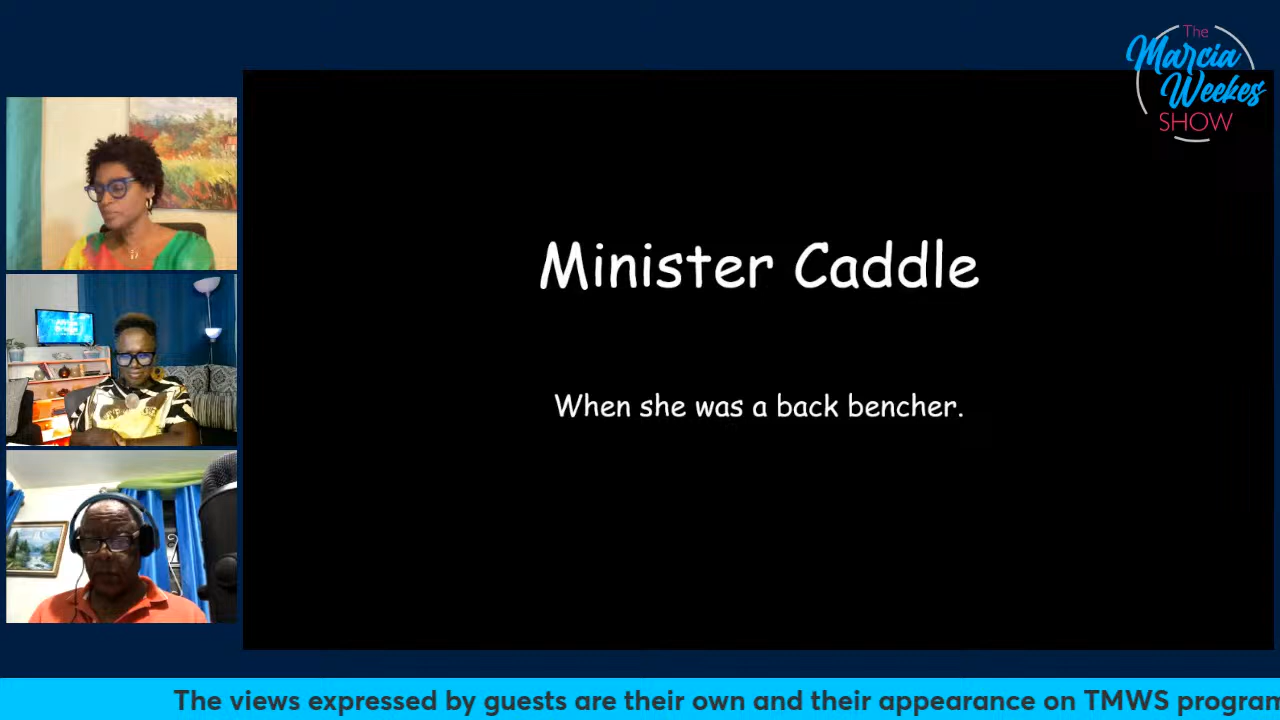 The
Marcia
Weekes
SHOW
Minister Caddle
When she was a back bencher.
The views expressed by guests are their own and their appearance on TMWS program